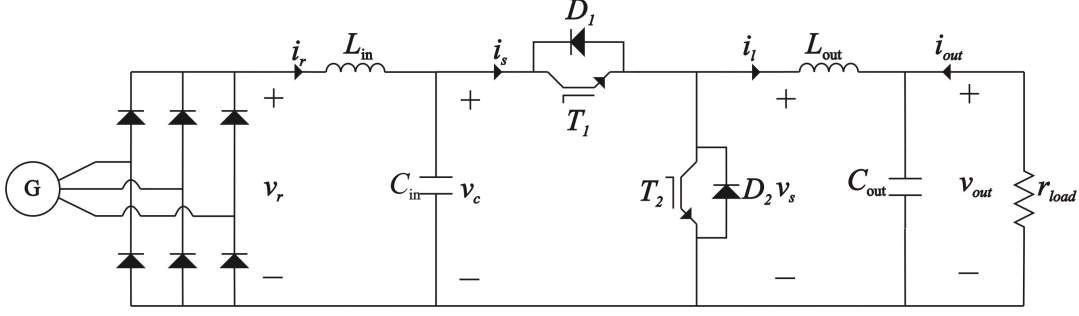 D1
ir
Lin
is
il
Lout
iout
+
+
+
+
T1
G
vr
Cin
vc
T2
D2
vs
Cout
vout
rload
−
−
−
−